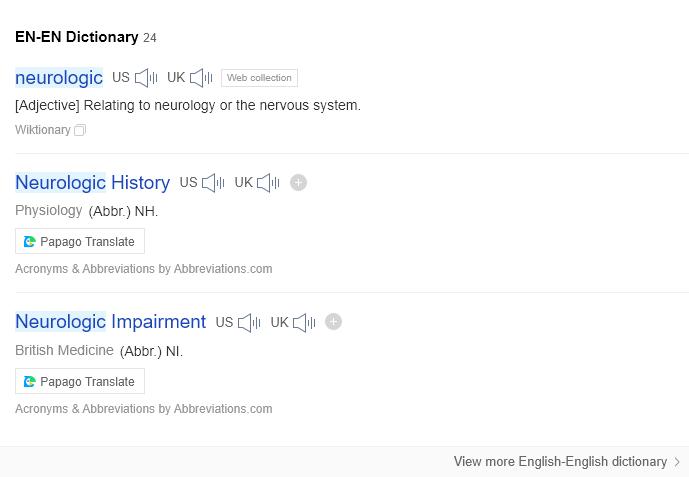 EN-EN Dictionary 24
neurologic US UK Web collection
[Adjective] Relating to neurology or the nervous system.
Wiktionary
Neurologic History US UK
Physiology (Abbr.) NH.
Papago Translate
Acronyms & Abbreviations by Abbreviations.com
Neurologic Impairment US UK
British Medicine (Abbr.) NI.
Papago Translate
Acronyms & Abbreviations by Abbreviations.com
View more English-English dictionary